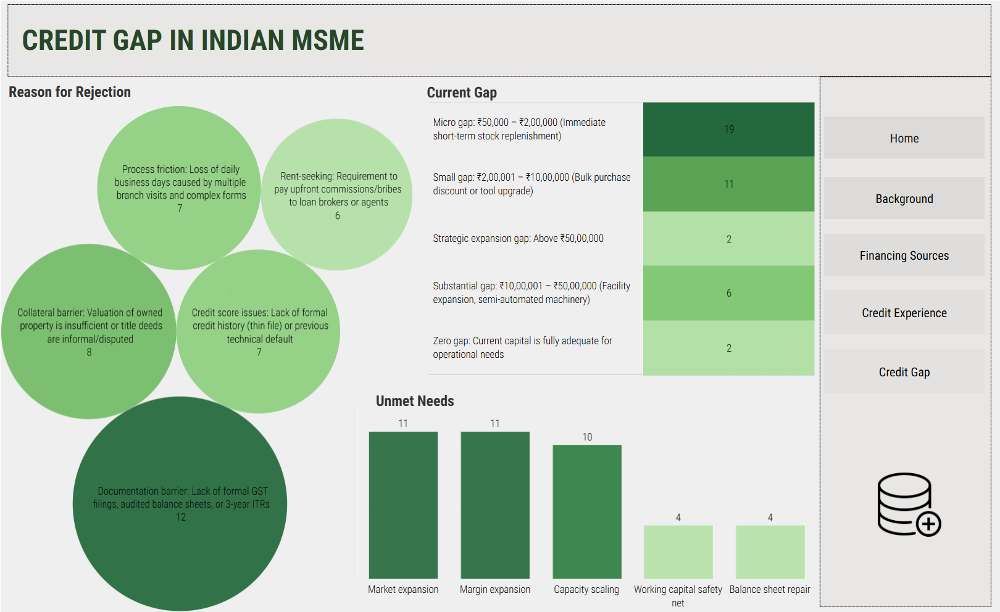 CREDIT GAP IN INDIAN MSME
Reason for Rejection
Process friction: Loss of daily
business days caused by multiple
branch visits and complex forms
7
Rent-seeking: Requirement to
pay upfront commissions/bribes
to loan brokers or agents
6
Collateral barrier: Valuation of owned
property is insufficient or title deeds
are informal/disputed
8
Credit score issues: Lack of formal
credit history (thin file) or previous
technical default
7
Documentation barrier: Lack of formal GST
filings, audited balance sheets, or 3-year ITRs
12
Current Gap
Micro gap: ₹50,000 – ₹2,00,000 (Immediate
short-term stock replenishment)
19
Small gap: ₹2,00,001 – ₹10,00,000 (Bulk purchase
discount or tool upgrade)
11
Strategic expansion gap: Above ₹50,00,000
2
Substantial gap: ₹10,00,001 – ₹50,00,000 (Facility
expansion, semi-automated machinery)
6
Zero gap: Current capital is fully adequate for
operational needs
2
Unmet Needs
11
11
10
4
4
Market expansion
Margin expansion
Capacity scaling
Working capital safety
net
Balance sheet repair
Home
Background
Financing Sources
Credit Experience
Credit Gap